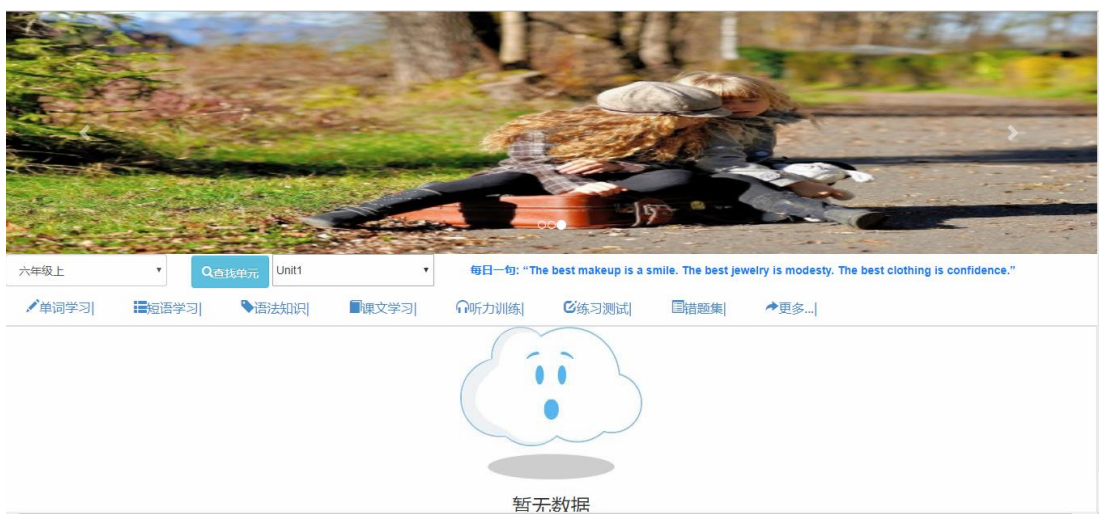 六年级上 查找单元 Unit1 每日一句: “The best makeup is a smile. The best jewelry is modesty. The best clothing is confidence.”
单词学习| 短语学习| 语法知识| 课文学习| 听力训练| 练习测试| 错题集| 更多...|
暂无数据